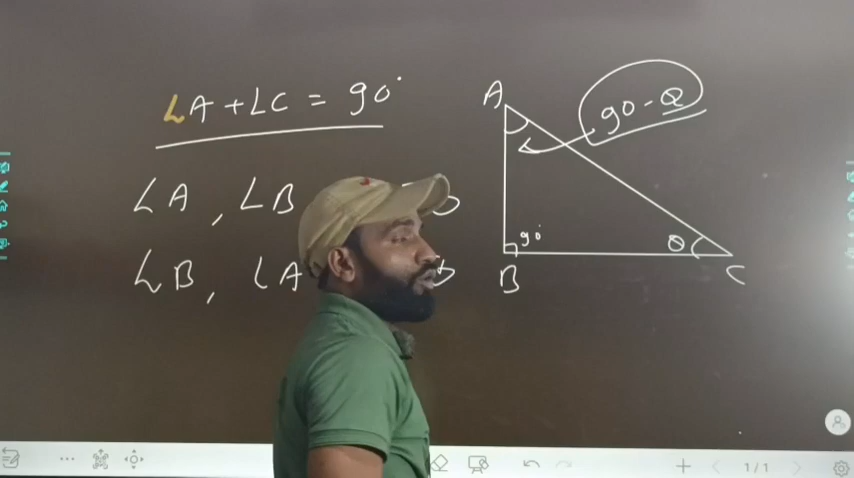 ∠A + ∠C = 90°
∠A , ∠B
∠B , ∠A
A
90 - Q
90°
θ
B
C
1/1